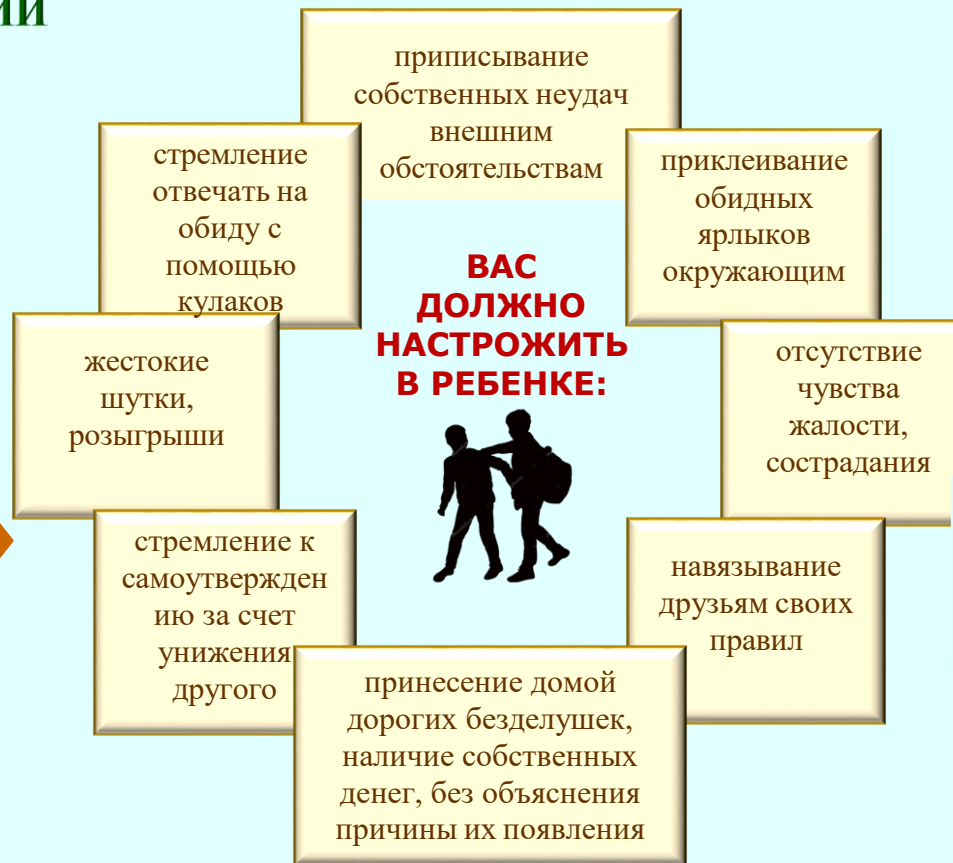 ии
приписывание
собственных неудач
внешним
обстоятельствам
стремление
отвечать на
обиду с
помощью
кулаков
приклеивание
обидных
ярлыков
окружающим
ВАС
ДОЛЖНО
НАСТРОЖИТЬ
В РЕБЕНКЕ:
жестокие
шутки,
розыгрыши
отсутствие
чувства
жалости,
сострадания
стремление к
самоутвержден
ию за счет
унижения
другого
навязывание
друзьям своих
правил
принесение домой
дорогих безделушек,
наличие собственных
денег, без объяснения
причины их появления